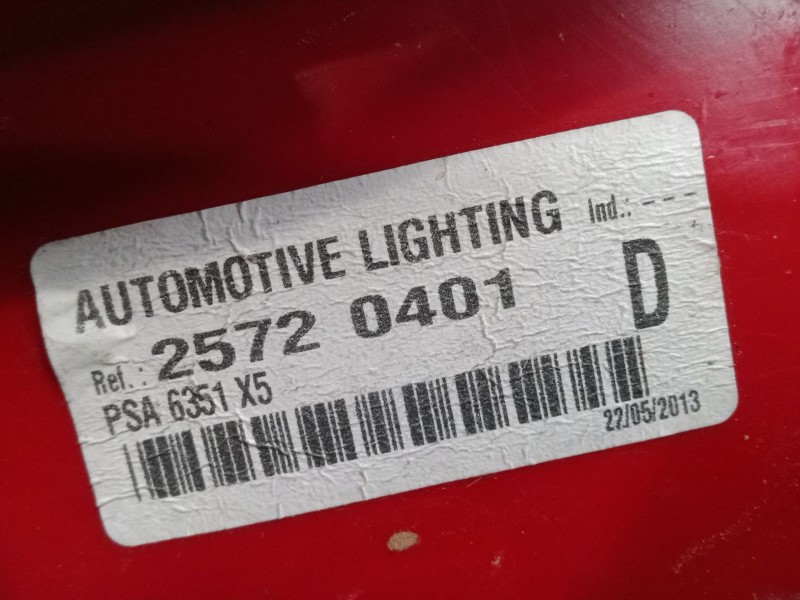 AUTOMOTIVE LIGHTING Ind.: ---
Ref.: 2572 0401 D
PSA 6351 X5
22/05/2013